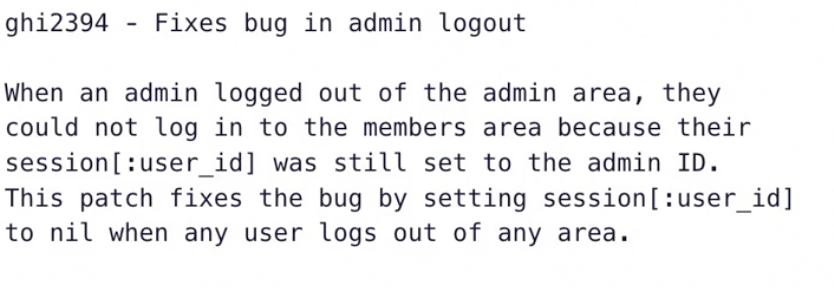 ghi2394 - Fixes bug in admin logout

When an admin logged out of the admin area, they
could not log in to the members area because their
session[:user_id] was still set to the admin ID.
This patch fixes the bug by setting session[:user_id]
to nil when any user logs out of any area.